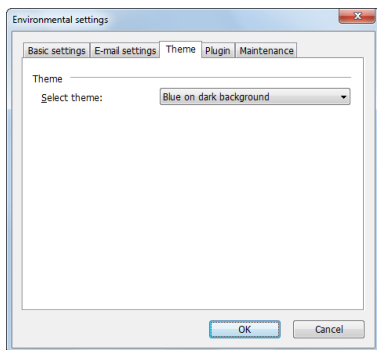 Environmental settings
Basic settings E-mail settings Theme Plugin Maintenance
Theme
Select theme: Blue on dark background
OK Cancel